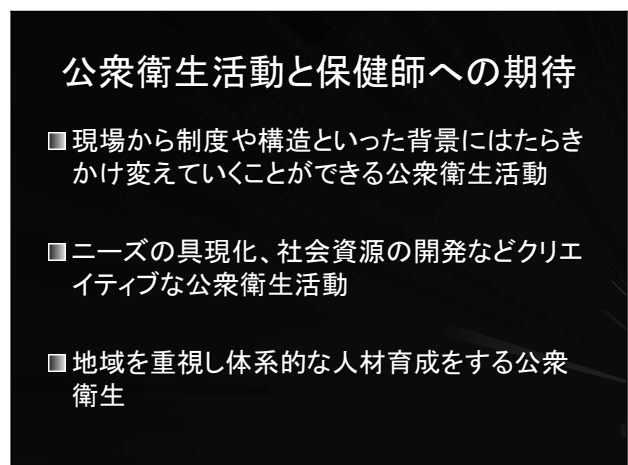 公衆衛生活動と保健師への期待
現場から制度や構造といった背景にはたらき
かけ変えていくことができる公衆衛生活動
ニーズの具現化、社会資源の開発などクリエ
イティブな公衆衛生活動
地域を重視し体系的な人材育成をする公衆
衛生